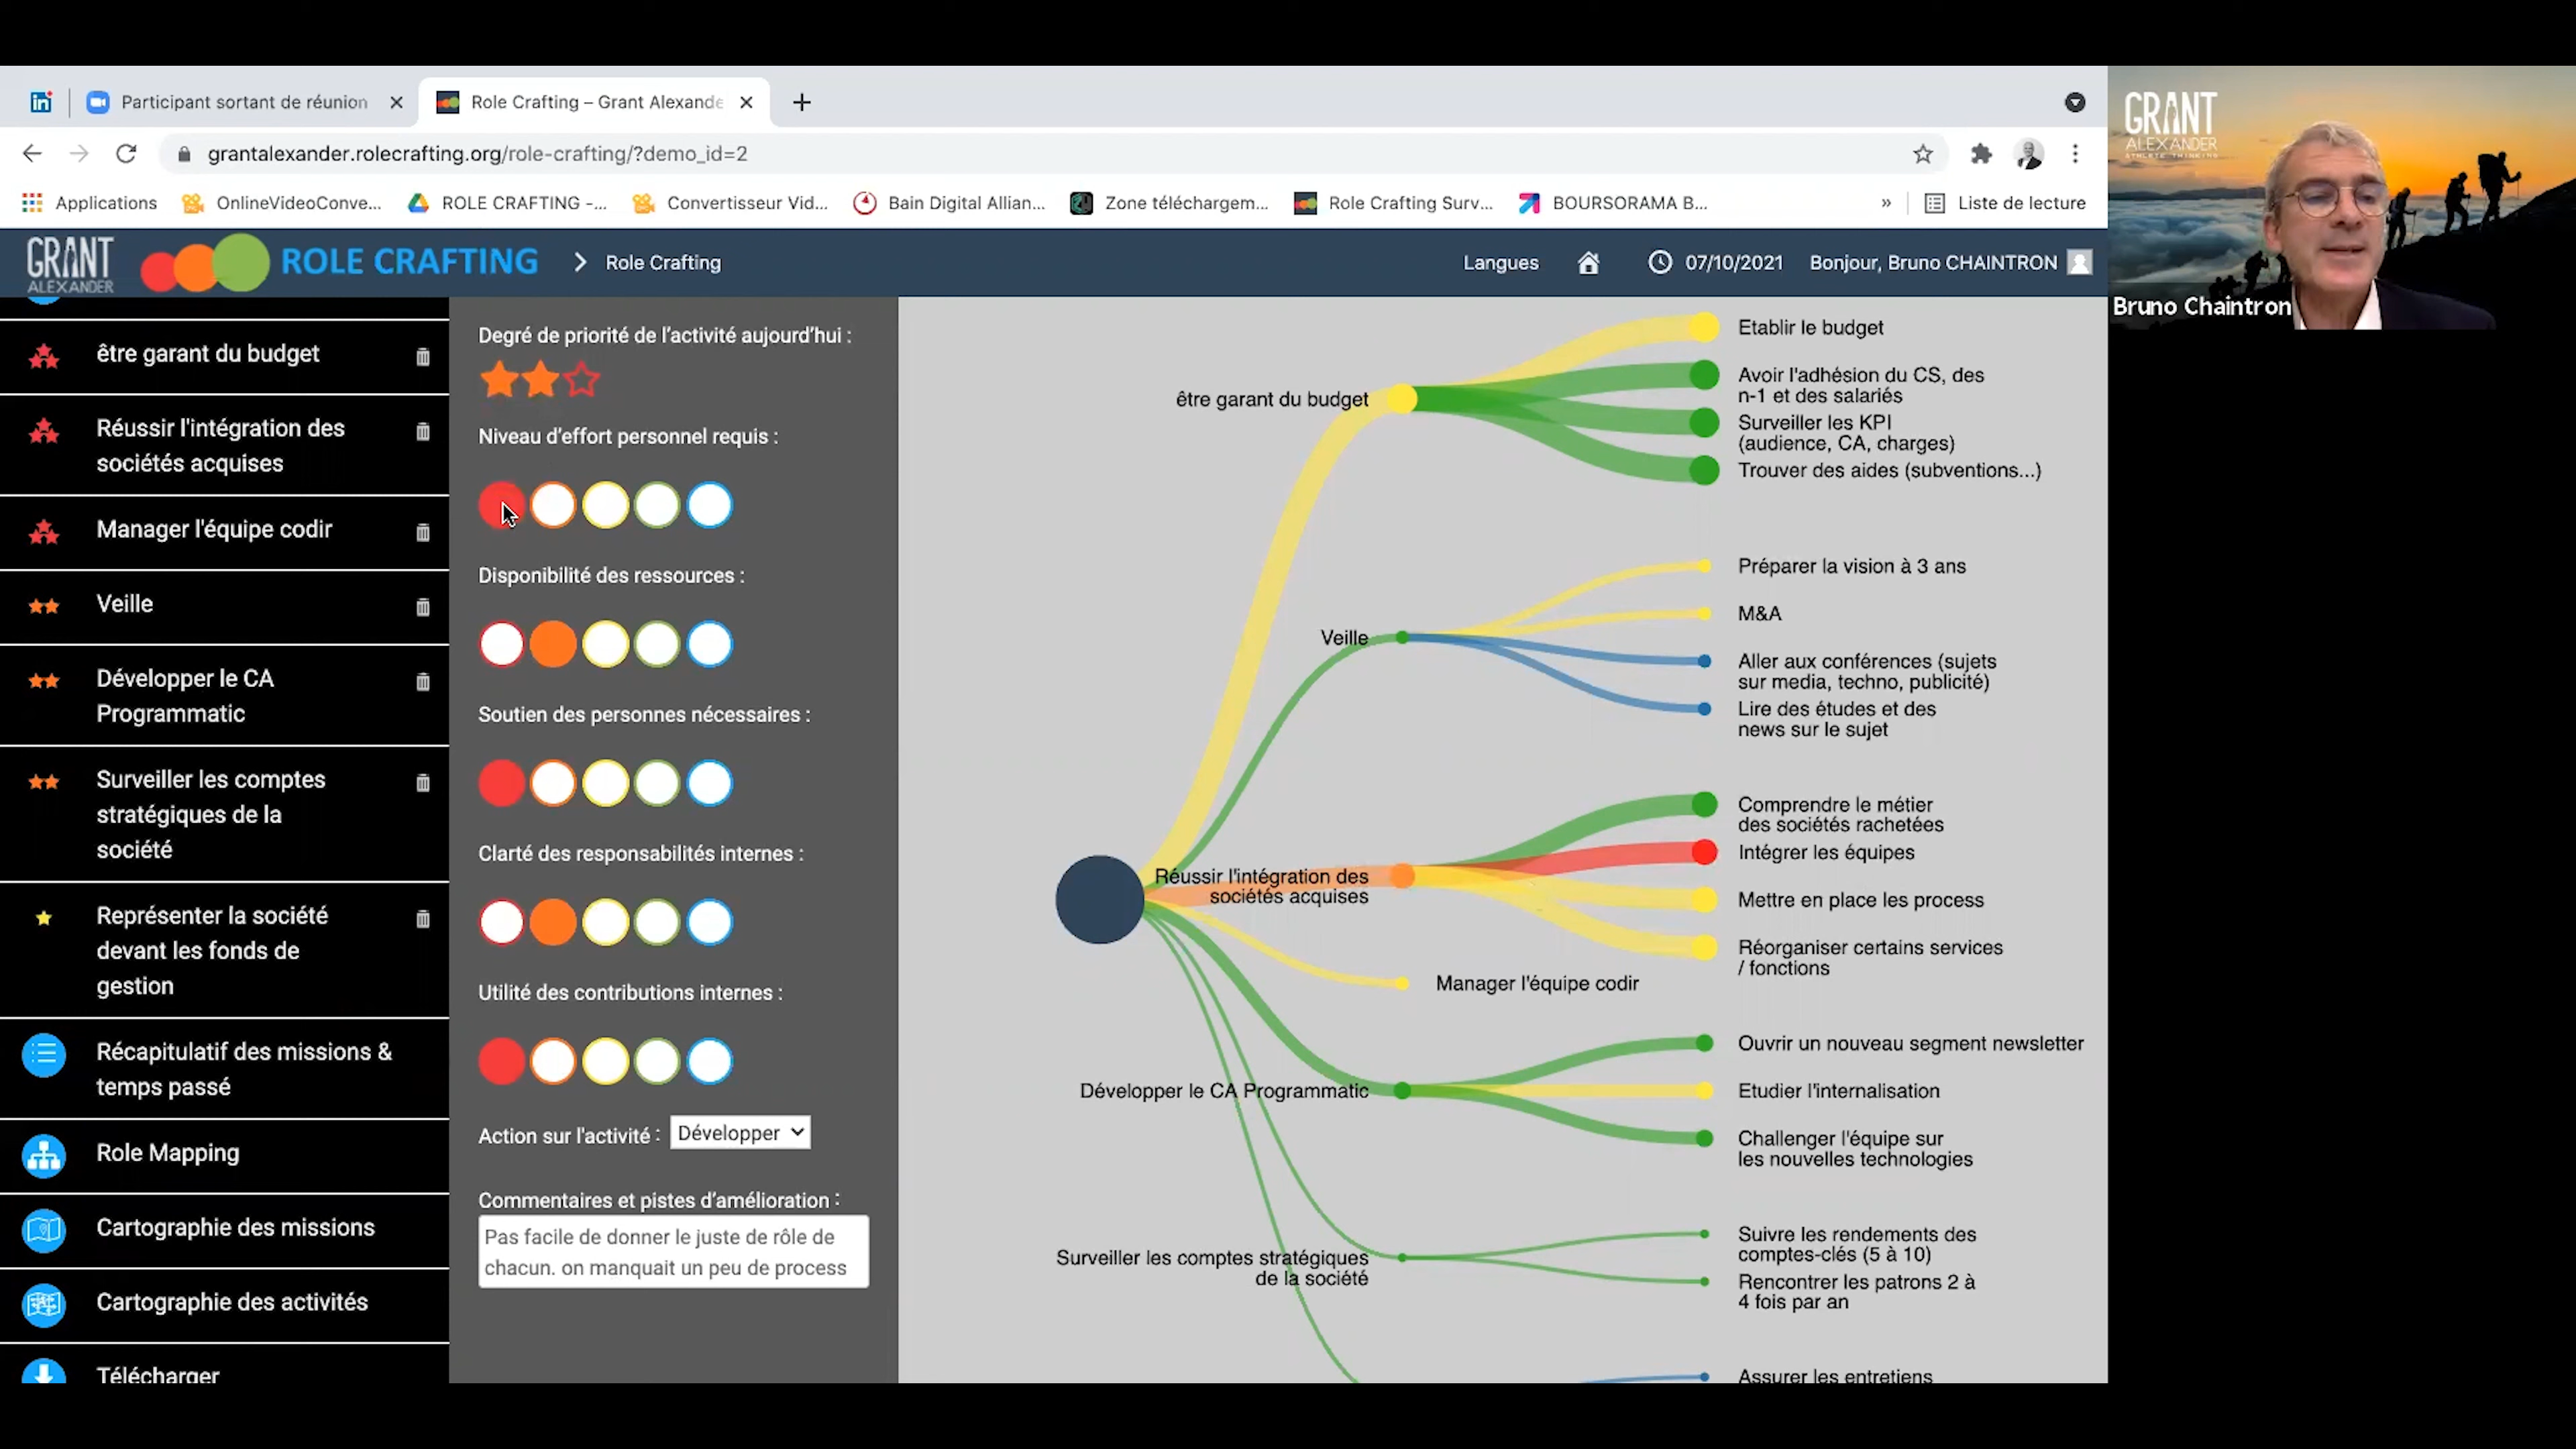 Participant sortant de réunion
Role Crafting – Grant Alexande
grantalexander.rolecrafting.org/role-crafting/?demo_id=2
Applications
OnlineVideoConve...
ROLE CRAFTING -...
Convertisseur Vid...
Bain Digital Allian...
Zone téléchargem...
Role Crafting Surv...
BOURSORAMA B...
»
Liste de lecture
GRANT
ALEXANDER
ROLE CRAFTING
Role Crafting
Langues
07/10/2021
Bonjour, Bruno CHAINTRON
être garant du budget
Réussir l'intégration des
sociétés acquises
Manager l'équipe codir
Veille
Développer le CA
Programmatic
Surveiller les comptes
stratégiques de la
société
Représenter la société
devant les fonds de
gestion
Récapitulatif des missions &
temps passé
Role Mapping
Cartographie des missions
Cartographie des activités
Télécharger
Degré de priorité de l'activité aujourd'hui :
Niveau d'effort personnel requis :
Disponibilité des ressources :
Soutien des personnes nécessaires :
Clarté des responsabilités internes :
Utilité des contributions internes :
Action sur l'activité : Développer
Commentaires et pistes d'amélioration :
Pas facile de donner le juste de rôle de
chacun. on manquait un peu de process
être garant du budget
Etablir le budget
Avoir l'adhésion du CS, des
n-1 et des salariés
Surveiller les KPI
(audience, CA, charges)
Trouver des aides (subventions...)
Veille
Préparer la vision à 3 ans
M&A
Aller aux conférences (sujets
sur media, techno, publicité)
Lire des études et des
news sur le sujet
Réussir l'intégration des
sociétés acquises
Comprendre le métier
des sociétés rachetées
Intégrer les équipes
Mettre en place les process
Réorganiser certains services
/ fonctions
Manager l'équipe codir
Développer le CA Programmatic
Ouvrir un nouveau segment newsletter
Etudier l'internalisation
Challenger l'équipe sur
les nouvelles technologies
Surveiller les comptes stratégiques
de la société
Suivre les rendements des
comptes-clés (5 à 10)
Rencontrer les patrons 2 à
4 fois par an
Assurer les entretiens
GRANT
ALEXANDER
ATHLETE THINKING
Bruno Chaintron